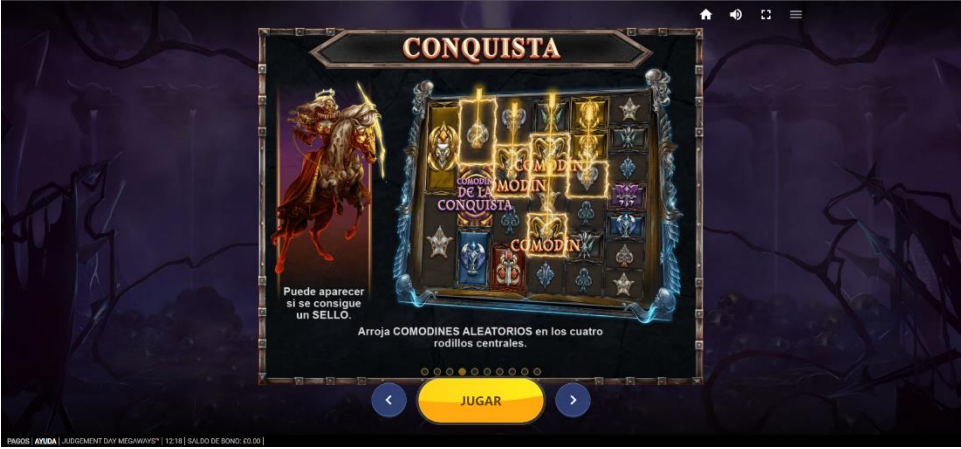 CONQUISTA
COMODÍN
MODÍN
COMODÍN
DE LA
CONQUISTA
COMODÍN
Puede aparecer
si se consigue
un SELLO.
Arroja COMODINES ALEATORIOS en los cuatro
rodillos centrales.
JUGAR
PAGOS | AYUDA | JUDGEMENT DAY MEGAWAYS™ | 12:18 | SALDO DE BONO: £0.00 |